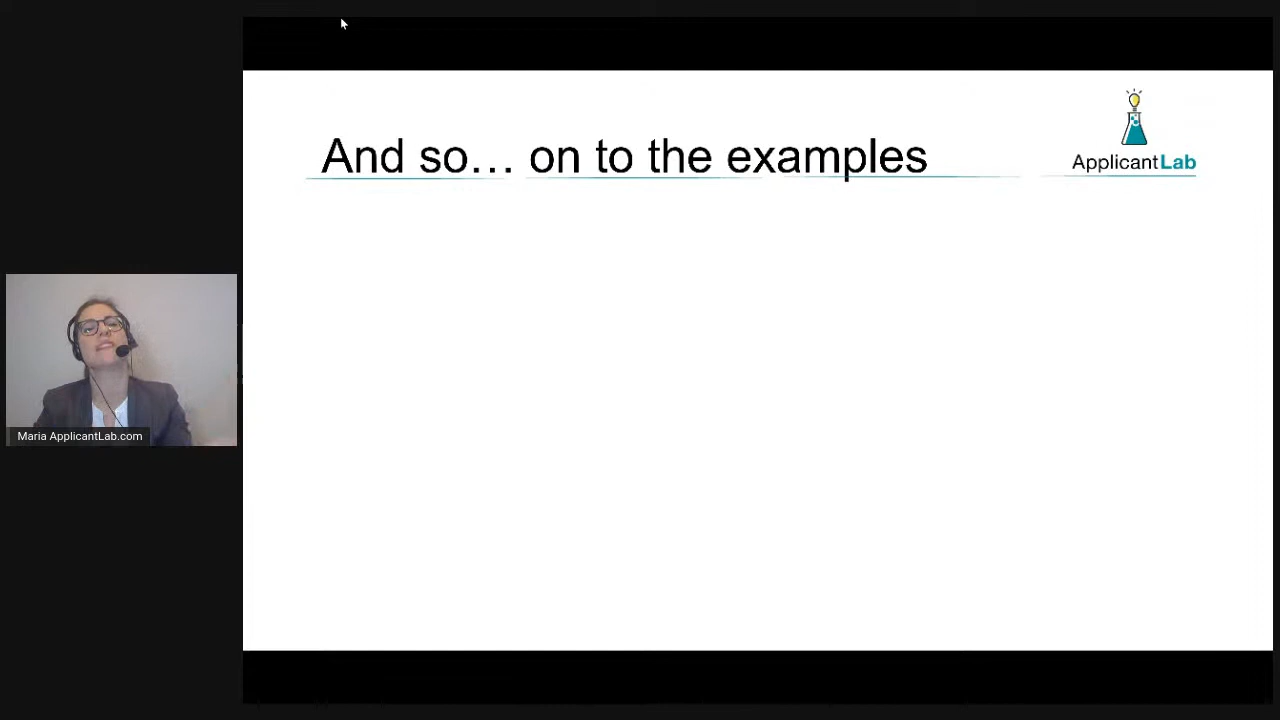 And so… on to the examples
ApplicantLab
Maria ApplicantLab.com